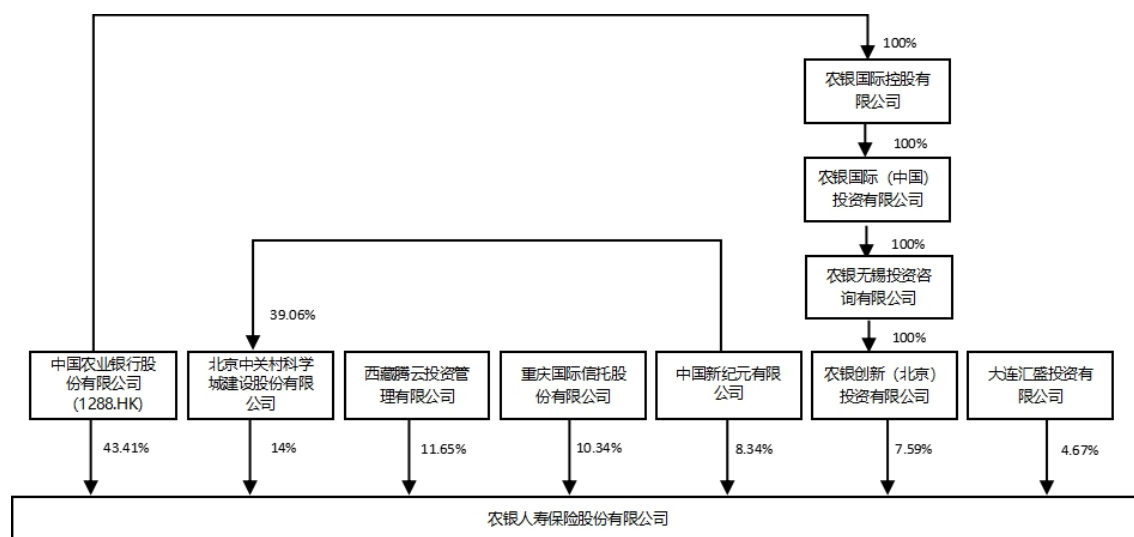 100%
农银国际控股有
限公司
100%
农银国际（中国）
投资有限公司
100%
农银无锡投资咨
询有限公司
39.06%
100%
中国农业银行股
份有限公司
（1288.HK）
北京中关村科学
城建设股份有限
公司
西藏腾云投资管
理有限公司
重庆国际信托股
份有限公司
中国新纪元有限
公司
农银创新（北京）
投资有限公司
大连汇盛投资有
限公司
43.41%
14%
11.65%
10.34%
8.34%
7.59%
4.67%
农银人寿保险股份有限公司